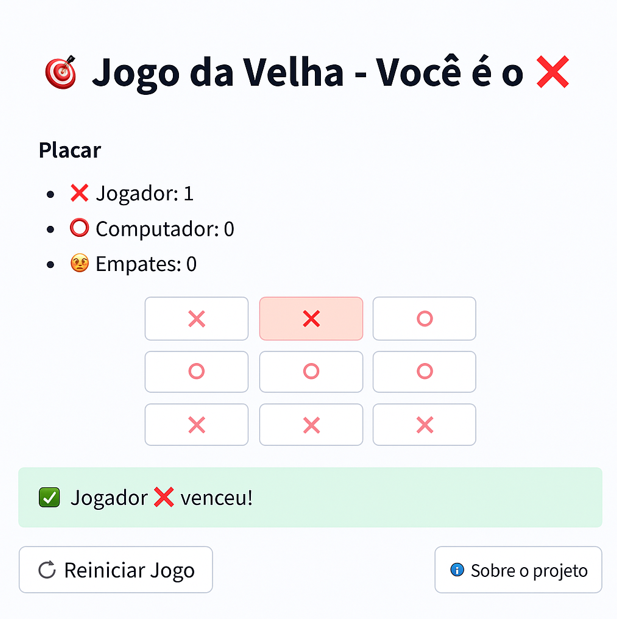 🎯 Jogo da Velha - Você é o ❌
Placar
• ❌ Jogador: 1
• ⭕ Computador: 0
• 🤨 Empates: 0
❌ ❌ ⭕
⭕ ⭕ ⭕
❌ ❌ ❌
✅ Jogador ❌ venceu!
Reiniciar Jogo
Sobre o projeto